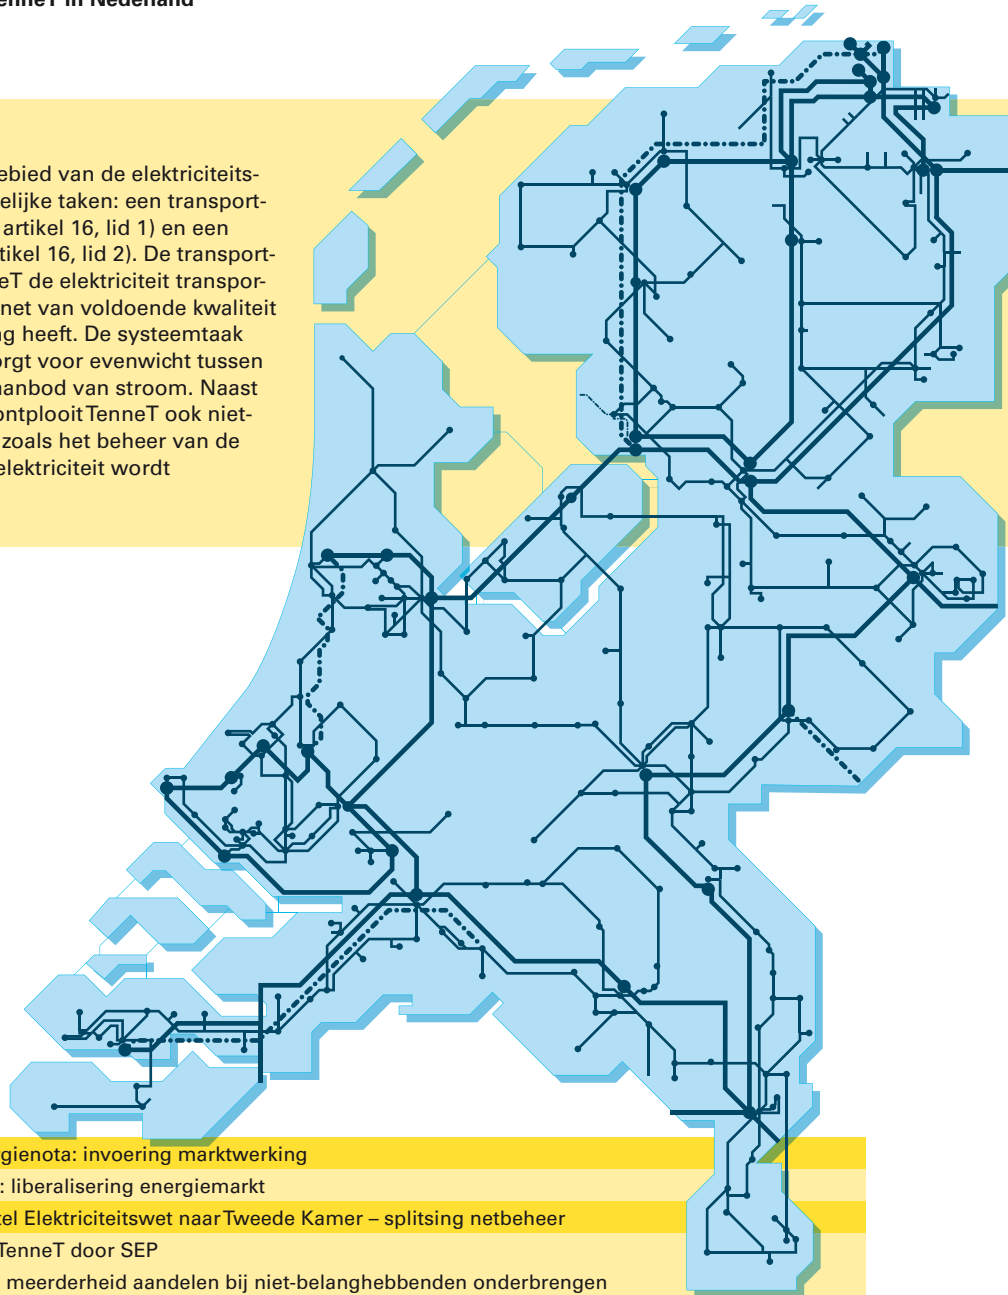 in Nederland
ebied van de elektriciteits-
elijke taken: een transport-
artikel 16, lid 1) en een
tikel 16, lid 2). De transport-
eT de elektriciteit transpor-
net van voldoende kwaliteit
g heeft. De systeemtaak
orgt voor evenwicht tussen
aanbod van stroom. Naast
ontplooit TenneT ook niet-
zoals het beheer van de
elektriciteit wordt
gienota: invoering marktwerking
: liberalisering energiemarkt
tel Elektriciteitswet naar Tweede Kamer – splitsing netbeheer
TenneT door SEP
meerderheid aandelen bij niet-belanghebbenden onderbrengen